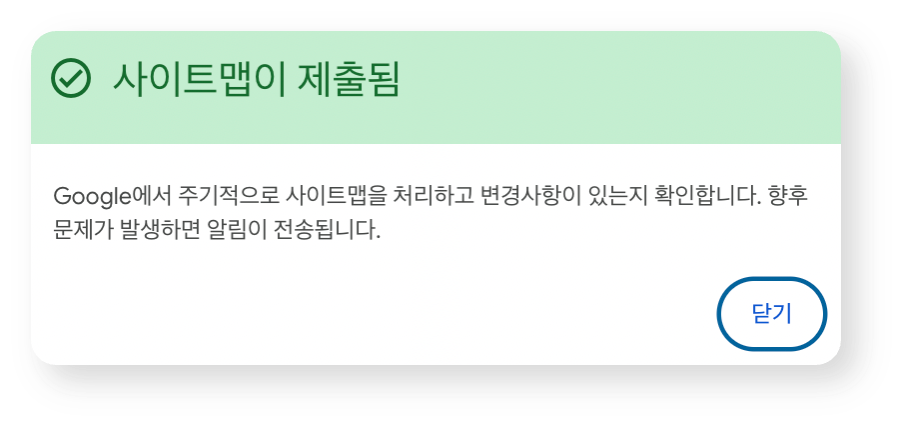 사이트맵이 제출됨
Google에서 주기적으로 사이트맵을 처리하고 변경사항이 있는지 확인합니다. 향후
문제가 발생하면 알림이 전송됩니다.
닫기